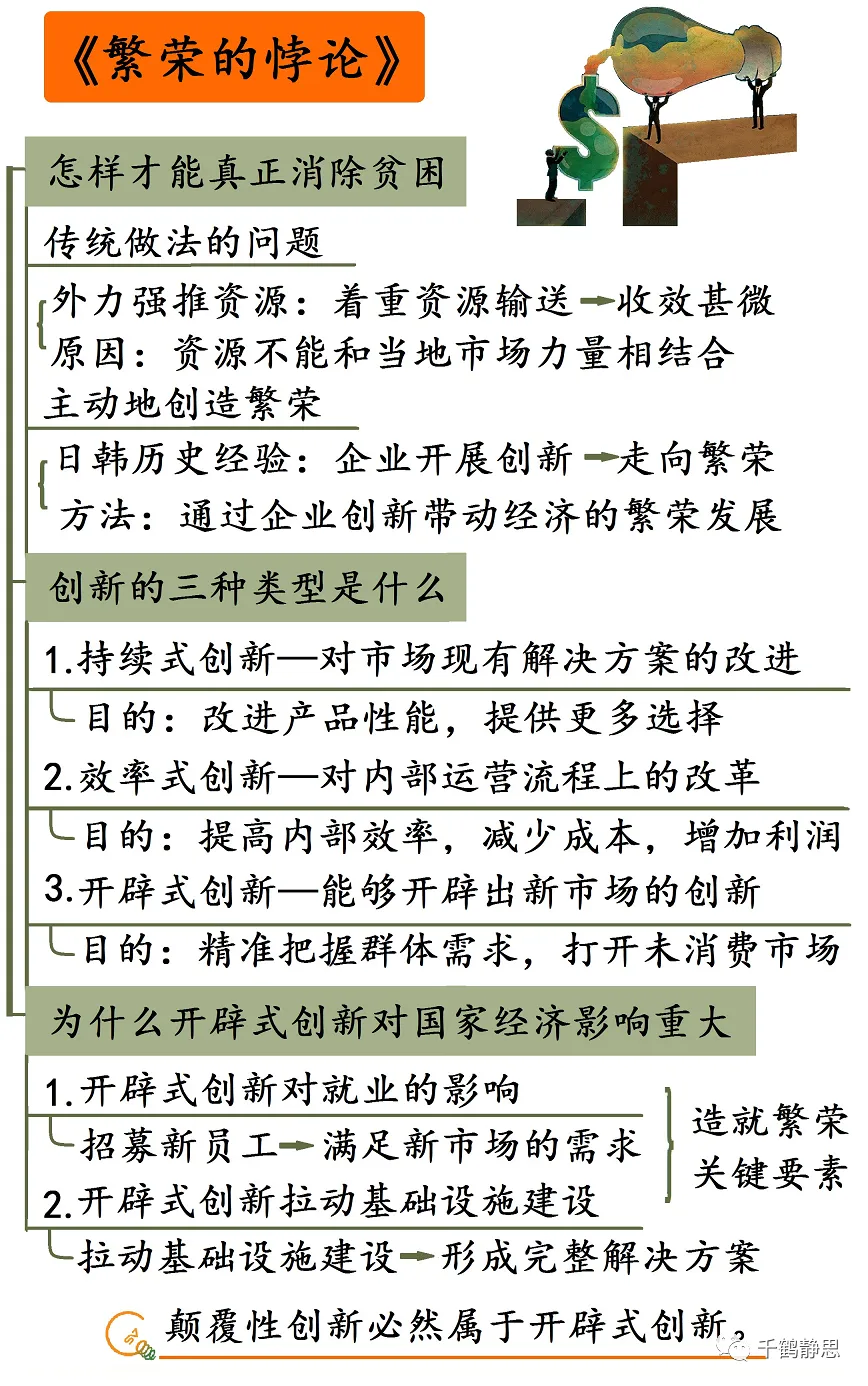 《繁荣的悖论》
怎样才能真正消除贫困
传统做法的问题
外力强推资源：着重资源输送→收效甚微
原因：资源不能和当地市场力量相结合
主动地创造繁荣
日韩历史经验：企业开展创新→走向繁荣
方法：通过企业创新带动经济的繁荣发展
创新的三种类型是什么
1.持续式创新—对市场现有解决方案的改进
目的：改进产品性能，提供更多选择
2.效率式创新—对内部运营流程上的改革
目的：提高内部效率，减少成本，增加利润
3.开辟式创新—能够开辟出新市场的创新
目的：精准把握群体需求，打开未消费市场
为什么开辟式创新对国家经济影响重大
1.开辟式创新对就业的影响
招募新员工→满足新市场的需求
2.开辟式创新拉动基础设施建设
拉动基础设施建设→形成完整解决方案
造就繁荣
关键要素
颠覆性创新必然属于开辟式创新。
千鹤静思